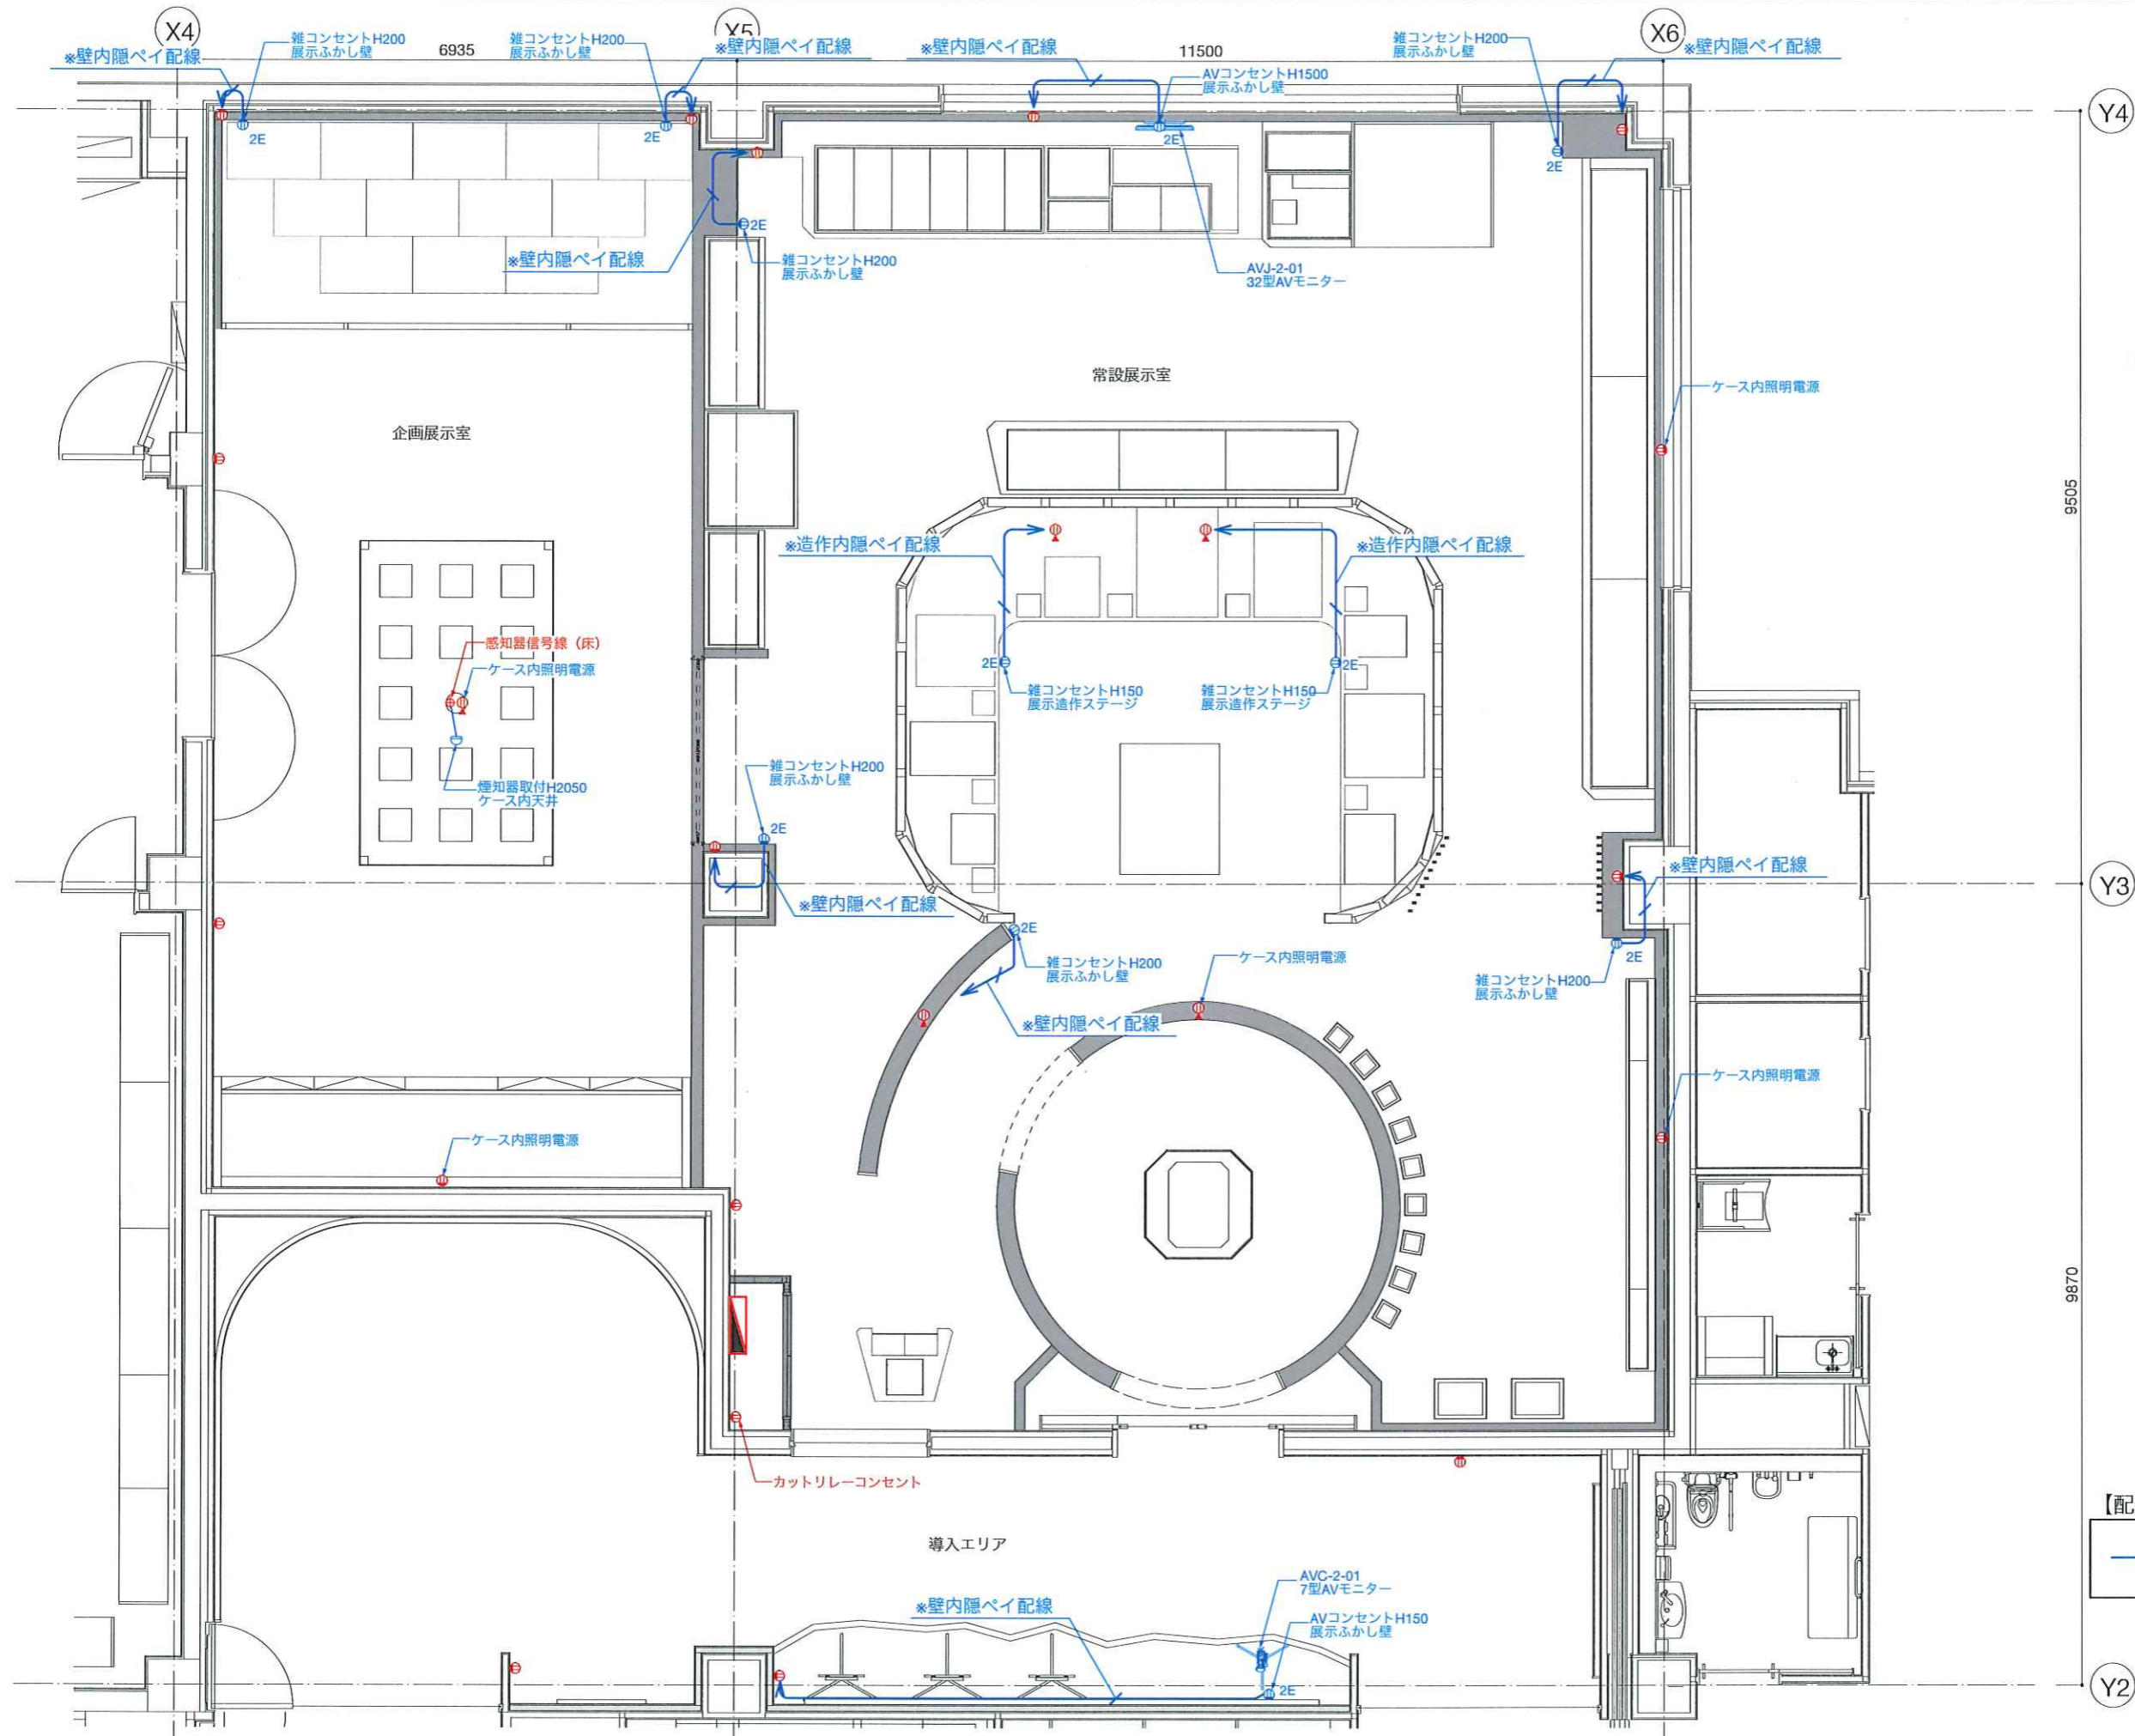 X4
X5
X6
6935
11500
※壁内隠ペイ配線
雑コンセントH200
展示ふかし壁
雑コンセントH200
展示ふかし壁
※壁内隠ペイ配線
※壁内隠ペイ配線
AVコンセントH1500
展示ふかし壁
雑コンセントH200
展示ふかし壁
※壁内隠ペイ配線
Y4
2E
2E
2E
2E
2E
※壁内隠ペイ配線
雑コンセントH200
展示ふかし壁
AVJ-2-01
32型AVモニター
常設展示室
ケース内照明電源
企画展示室
9505
※造作内隠ペイ配線
※造作内隠ペイ配線
感知器信号線（床）
ケース内照明電源
2E
2E
雑コンセントH150
展示造作ステージ
雑コンセントH150
展示造作ステージ
煙知器取付H2050
ケース内天井
雑コンセントH200
展示ふかし壁
2E
※壁内隠ペイ配線
※壁内隠ペイ配線
Y3
2E
雑コンセントH200
展示ふかし壁
ケース内照明電源
2E
雑コンセントH200
展示ふかし壁
※壁内隠ペイ配線
ケース内照明電源
ケース内照明電源
9870
カットリレーコンセント
【配
導入エリア
AVC-2-01
7型AVモニター
※壁内隠ペイ配線
AVコンセントH150
展示ふかし壁
2E
Y2